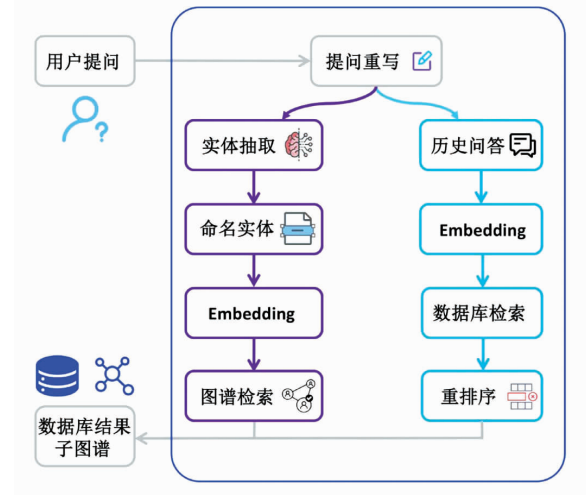 用户提问
提问重写
实体抽取
历史问答
命名实体
Embedding
Embedding
数据库检索
图谱检索
重排序
数据库结果
子图谱